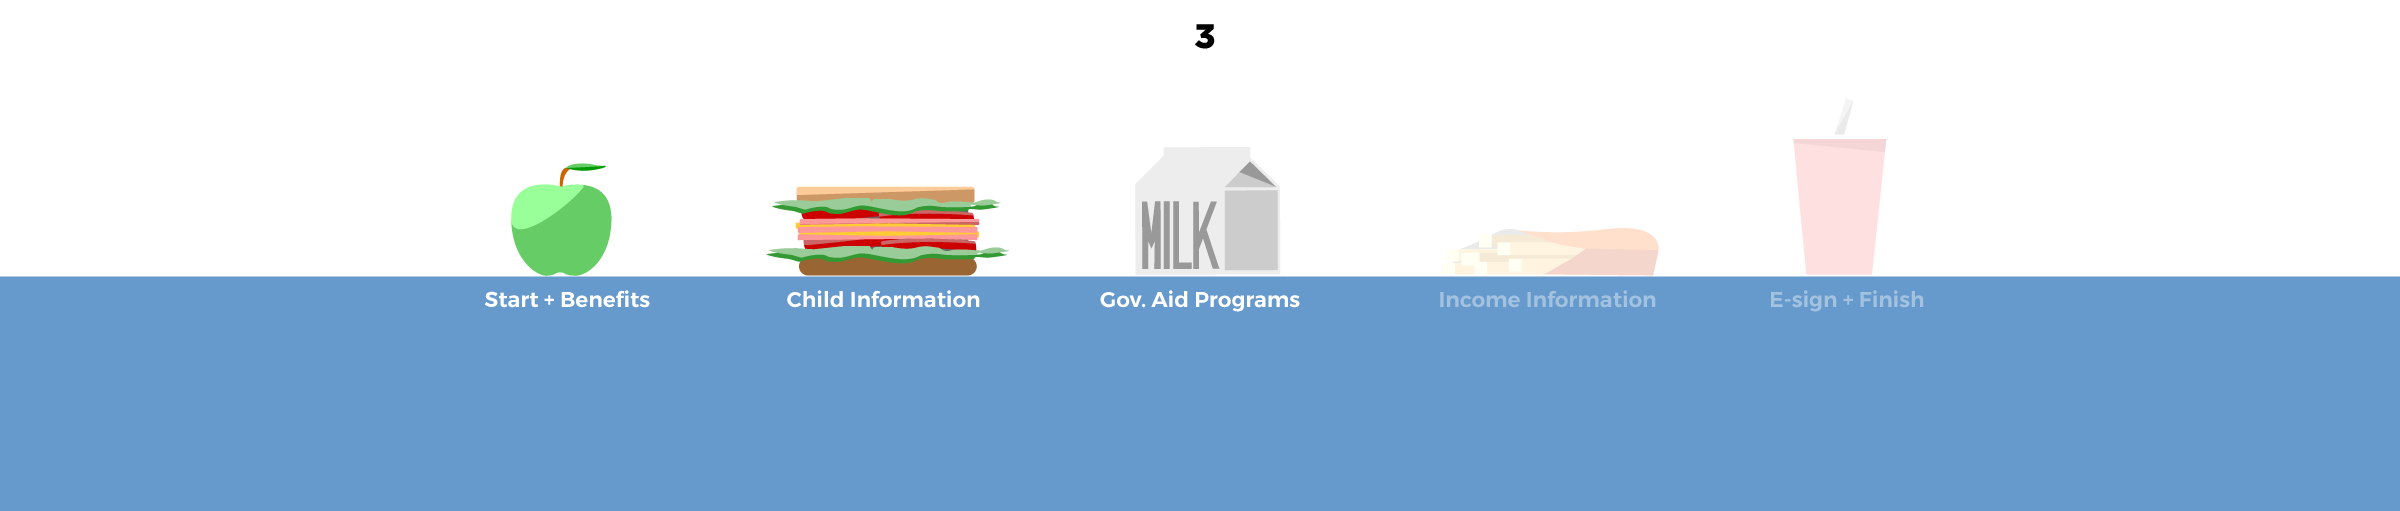 3
MILK
Start + Benefits
Child Information
Gov. Aid Programs
Income Information
E-sign + Finish